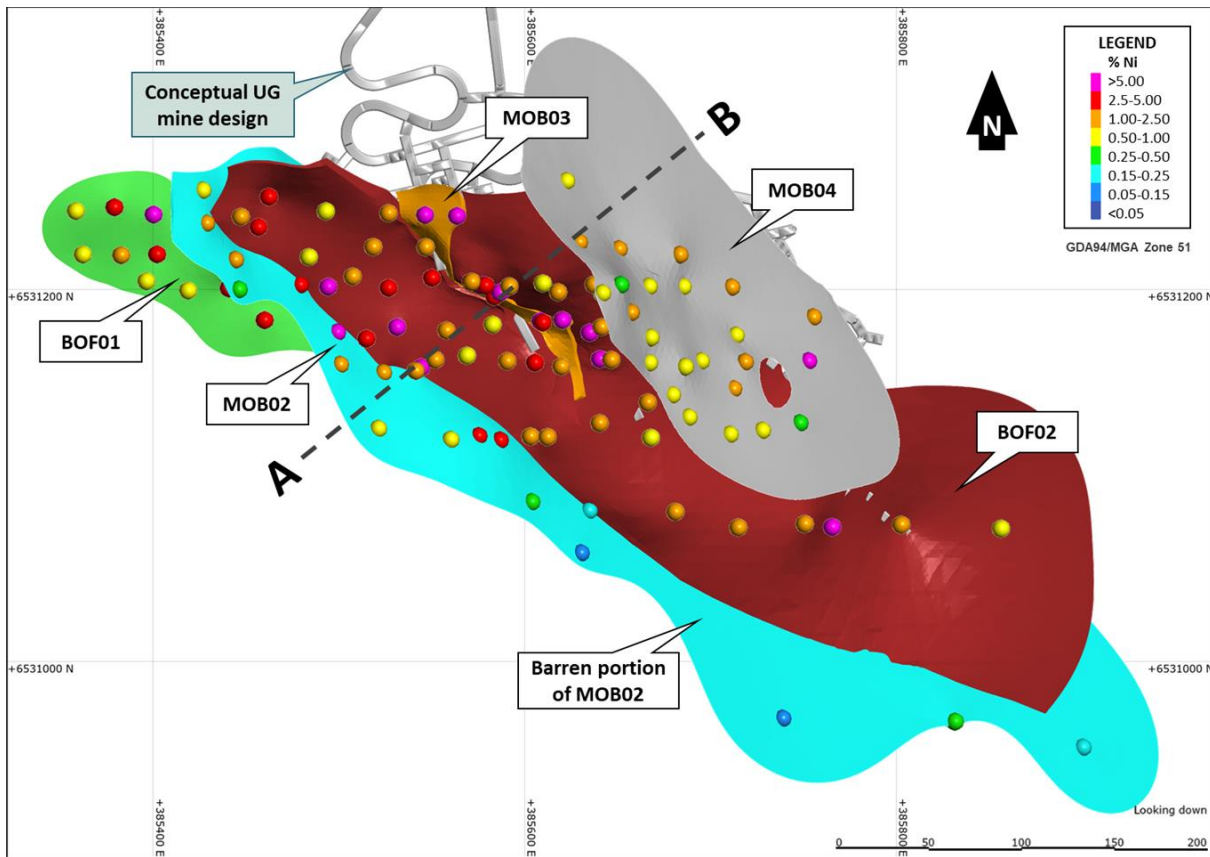 +385400 E
+385600 E
+385800 E
LEGEND
% Ni
>5.00
2.5-5.00
1.00-2.50
0.50-1.00
0.25-0.50
0.15-0.25
0.05-0.15
<0.05
GDA94/MGA Zone 51
N
Conceptual UG
mine design
MOB03
B
MOB04
+6531200 N
+6531200 N
BOF01
MOB02
A
BOF02
Barren portion
of MOB02
+6531000 N
+6531000 N
Looking down
+385400 E
+385600 E
+385800 E
0 50 100 150 200